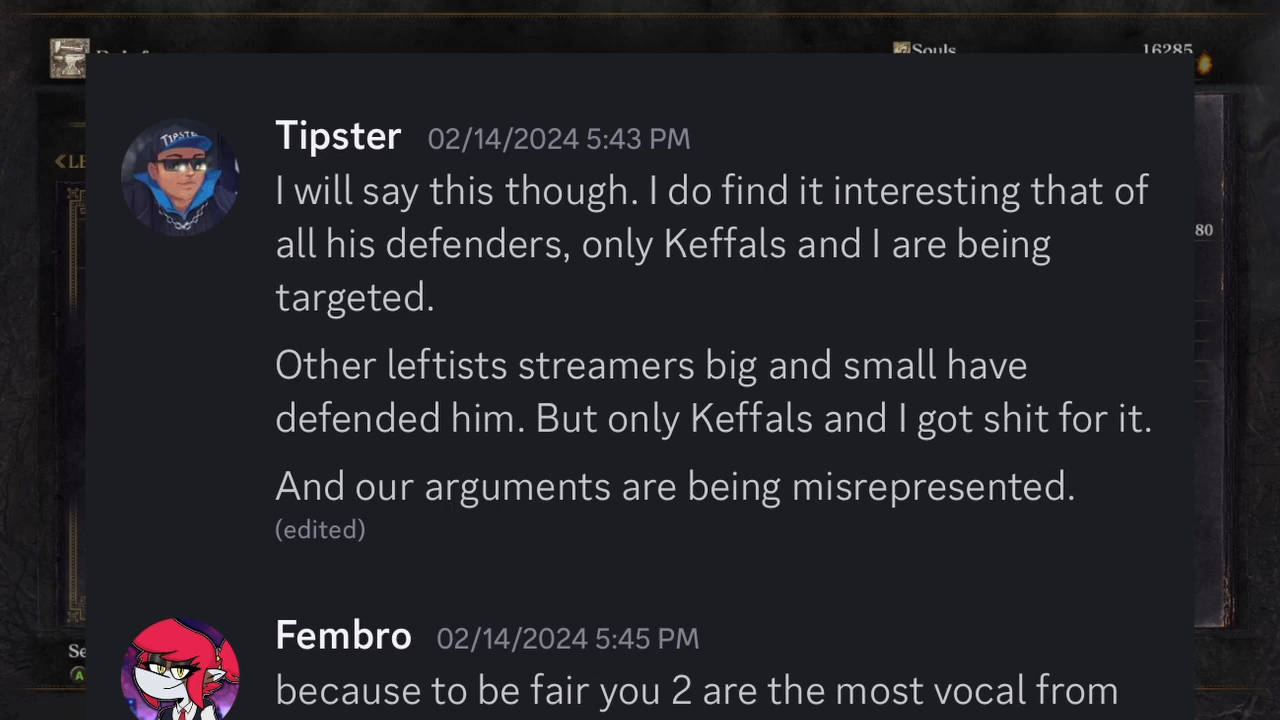 Souls 16285
Tipster 02/14/2024 5:43 PM
I will say this though. I do find it interesting that of
all his defenders, only Keffals and I are being
targeted.
Other leftists streamers big and small have
defended him. But only Keffals and I got shit for it.
And our arguments are being misrepresented.
(edited)
Fembro 02/14/2024 5:45 PM
because to be fair you 2 are the most vocal from